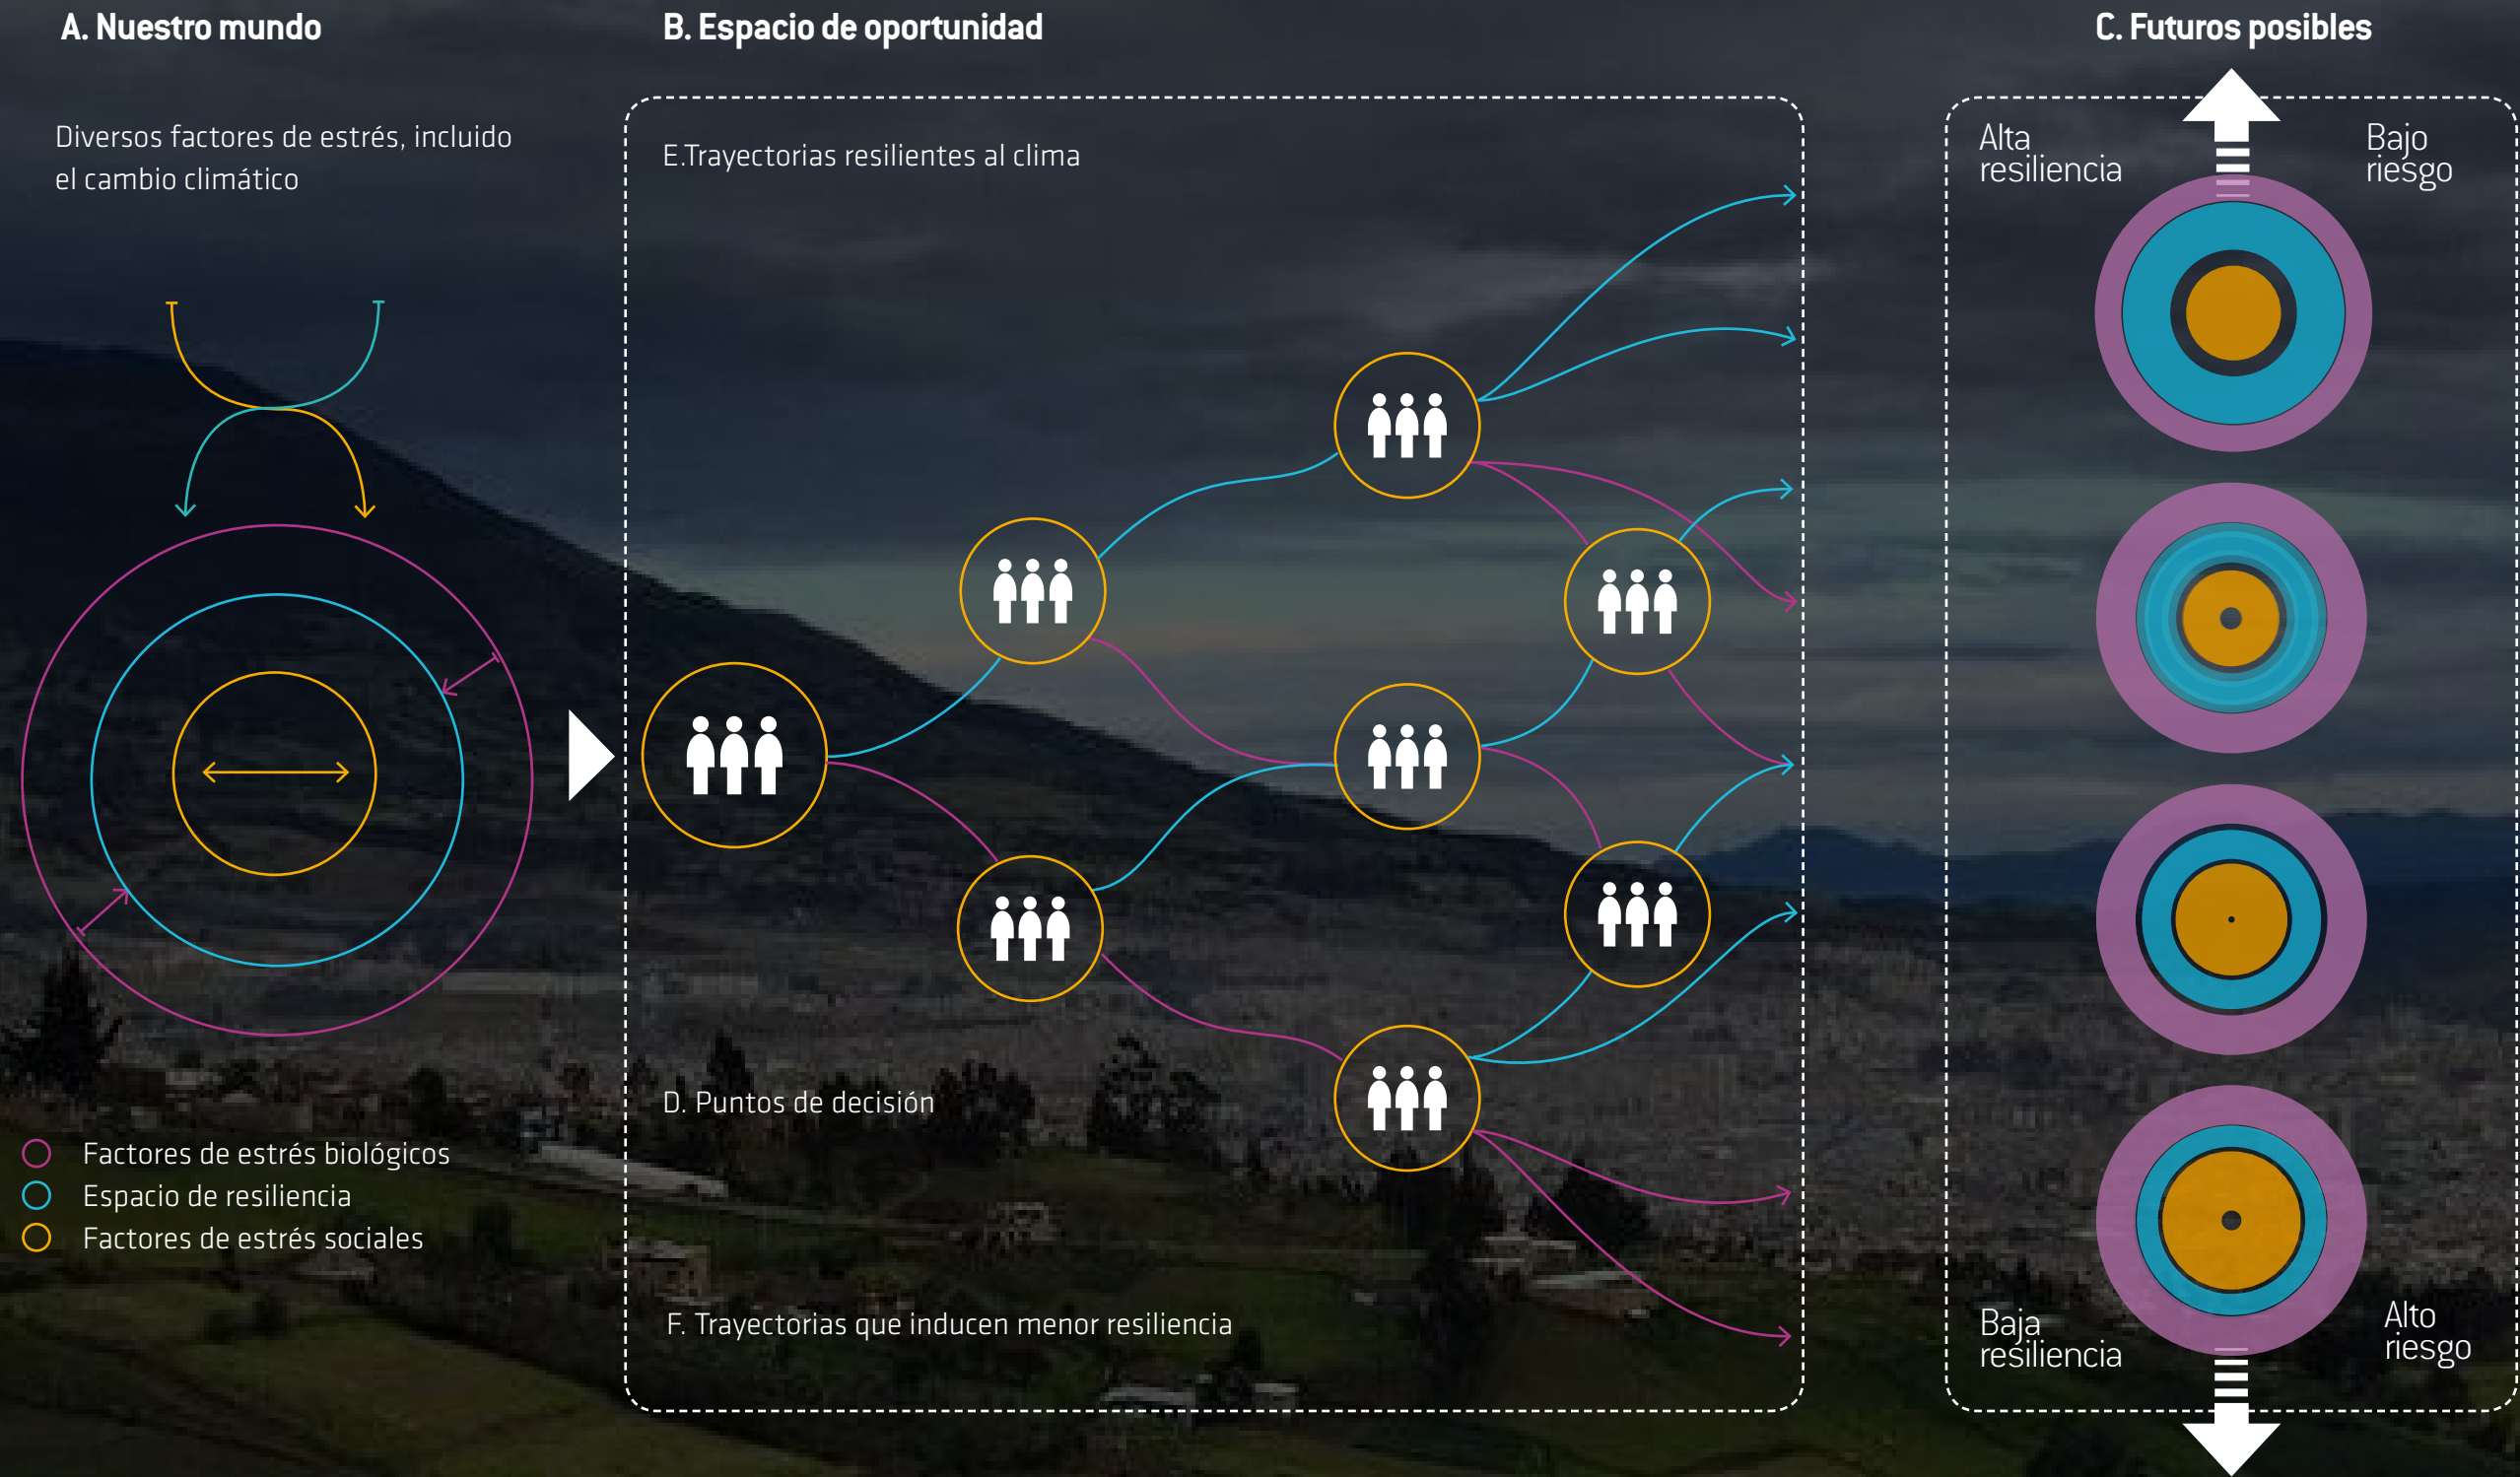 A. Nuestro mundo
Diversos factores de estrés, incluido
el cambio climático
Factores de estrés biológicos
Espacio de resiliencia
Factores de estrés sociales
B. Espacio de oportunidad
E.Trayectorias resilientes al clima
D. Puntos de decisión
F. Trayectorias que inducen menor resiliencia
C. Futuros posibles
Alta
resiliencia
Bajo
riesgo
Baja
resiliencia
Alto
riesgo